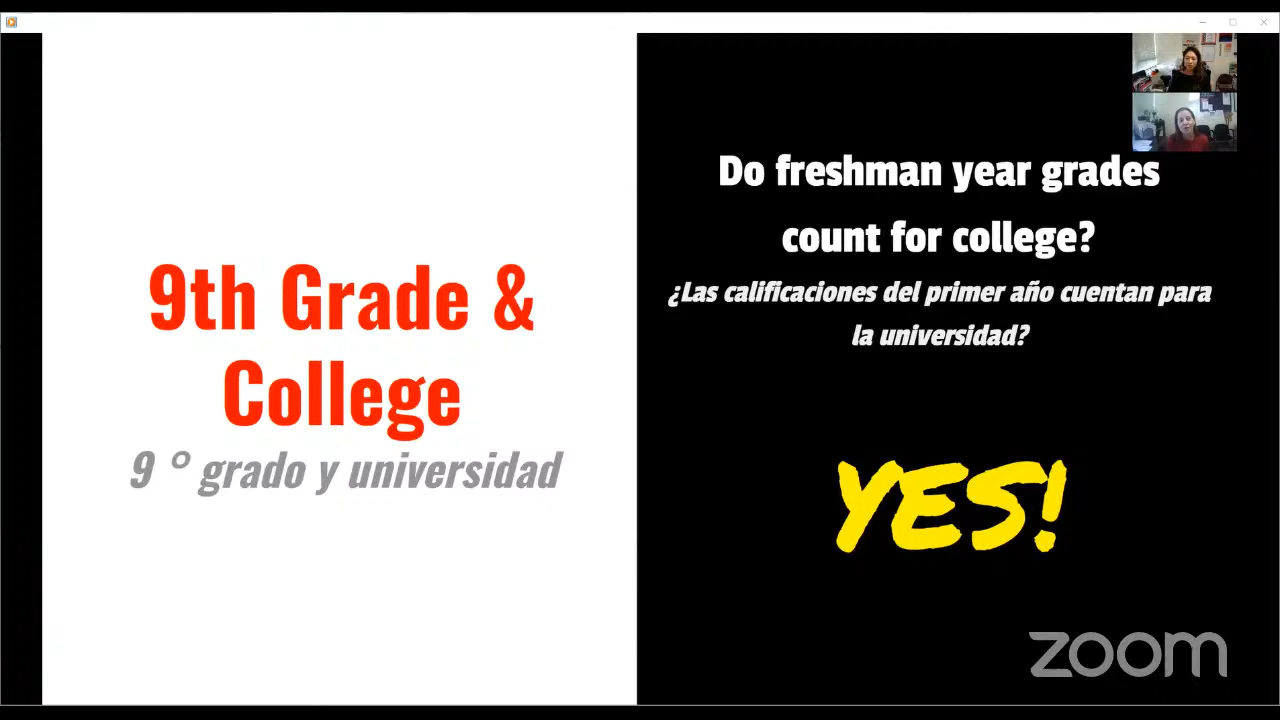 9th Grade &
College
9 ° grado y universidad
Do freshman year grades
count for college?
¿Las calificaciones del primer año cuentan para
la universidad?
YES!
zoom